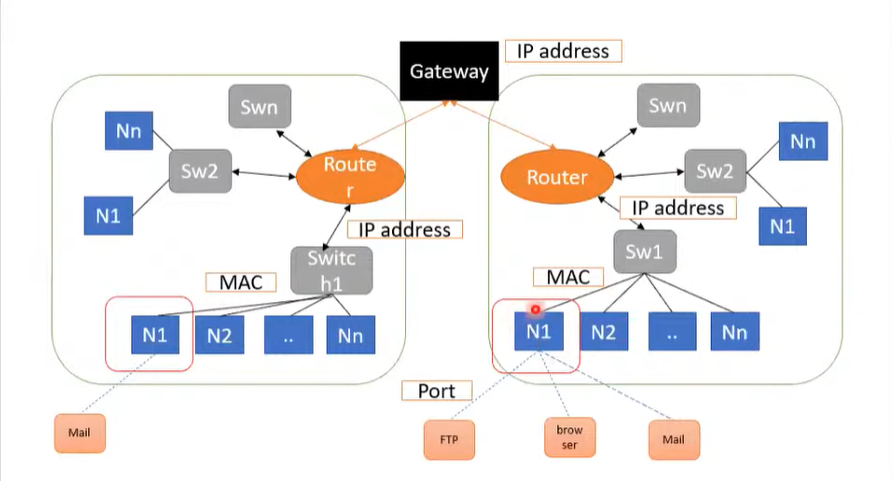 IP address
Gateway
Swn
Nn
Sw2
N1
Route
r
IP address
Switc
h1
MAC
N1
N2
..
Nn
Mail
Swn
Nn
Router
Sw2
IP address
N1
Sw1
MAC
N1
N2
..
Nn
Port
FTP
brow
ser
Mail